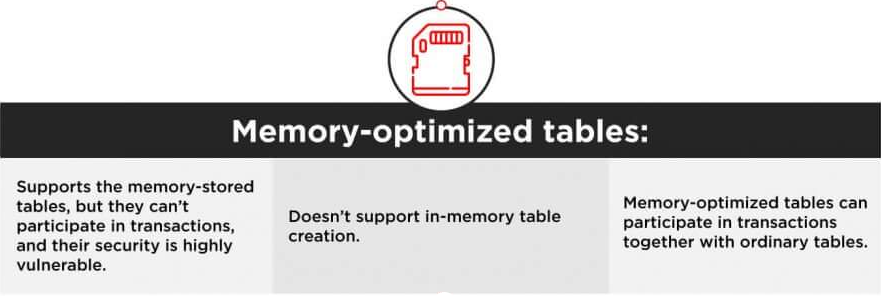 Memory-optimized tables:
Supports the memory-stored
tables, but they can't
participate in transactions,
and their security is highly
vulnerable.
Doesn't support in-memory table
creation.
Memory-optimized tables can
participate in transactions
together with ordinary tables.